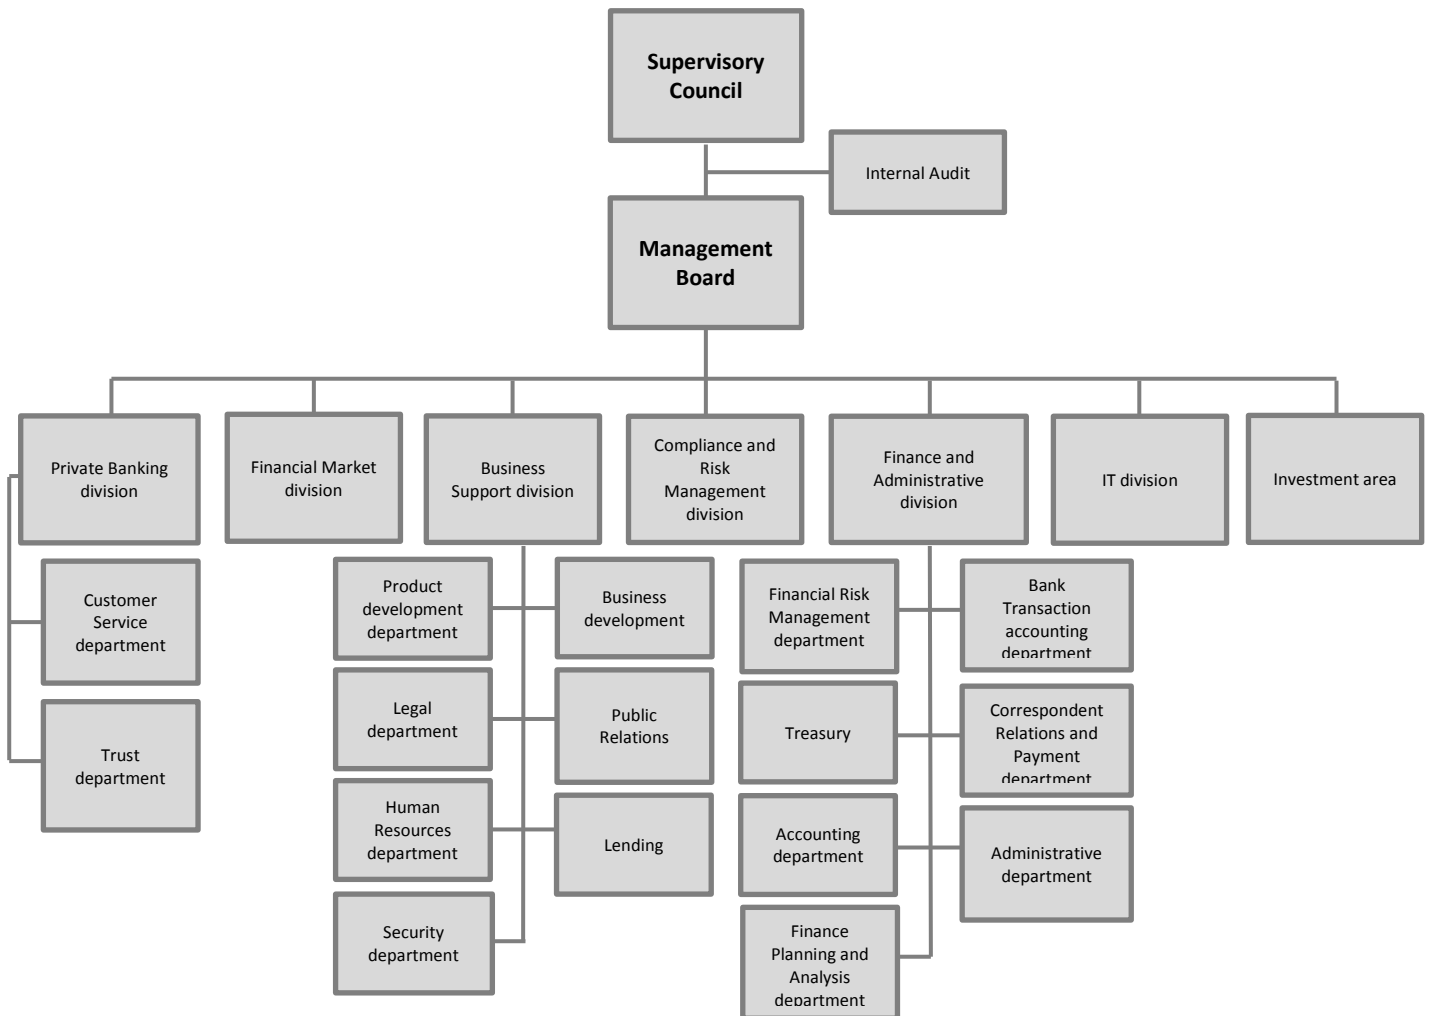 Supervisory
Council
Internal Audit
Management
Board
Private Banking
division
Financial Market
division
Business
Support division
Compliance and
Risk
Management
division
Finance and
Administrative
division
IT division
Investment area
Customer
Service
department
Trust
department
Product
development
department
Business
development
Legal
department
Public
Relations
Human
Resources
department
Lending
Security
department
Financial Risk
Management
department
Bank
Transaction
accounting
department
Treasury
Correspondent
Relations and
Payment
department
Accounting
department
Administrative
department
Finance
Planning and
Analysis
department